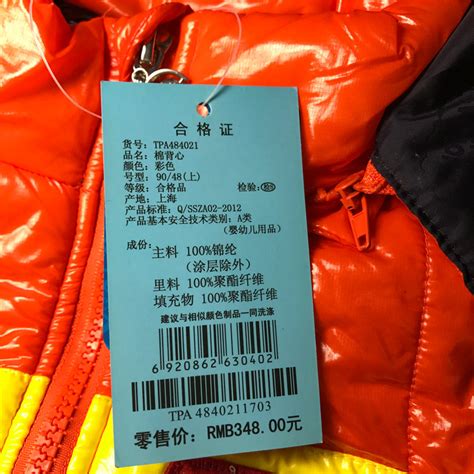 合格证
货号: TPA484021
品名: 棉背心
颜色: 彩色
号型: 90/48(上)
等级: 合格品 检验:
产地: 上海
产品标准: Q/SSZA02-2012
产品基本安全技术类别: A类
(婴幼儿用品)
成份:
主料 100%锦纶
(涂层除外)
里料 100%聚酯纤维
填充物 100%聚酯纤维
建议与相似颜色制品一同洗涤
6920862630402
TPA 4840211703
零售价: RMB348.00元